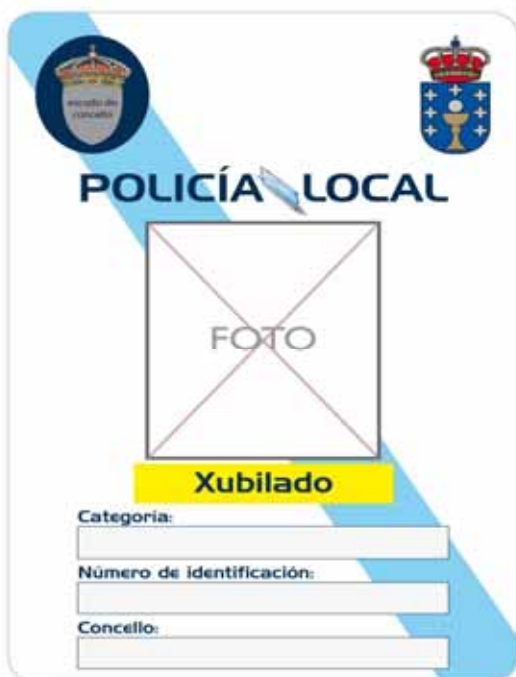 escudo do
concello
POLICÍA LOCAL
FOTO
Xubilado
Categoría:
Número de identificación:
Concello: